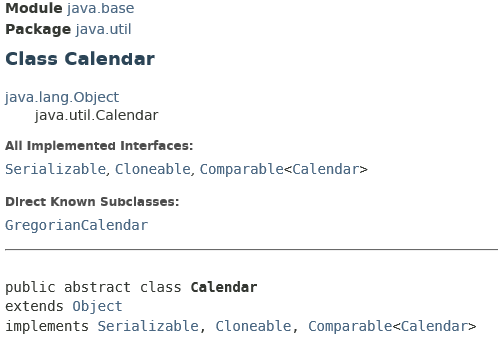 Module java.base
Package java.util
Class Calendar
java.lang.Object
java.util.Calendar
All Implemented Interfaces:
Serializable, Cloneable, Comparable<Calendar>
Direct Known Subclasses:
GregorianCalendar
public abstract class Calendar
extends Object
implements Serializable, Cloneable, Comparable<Calendar>